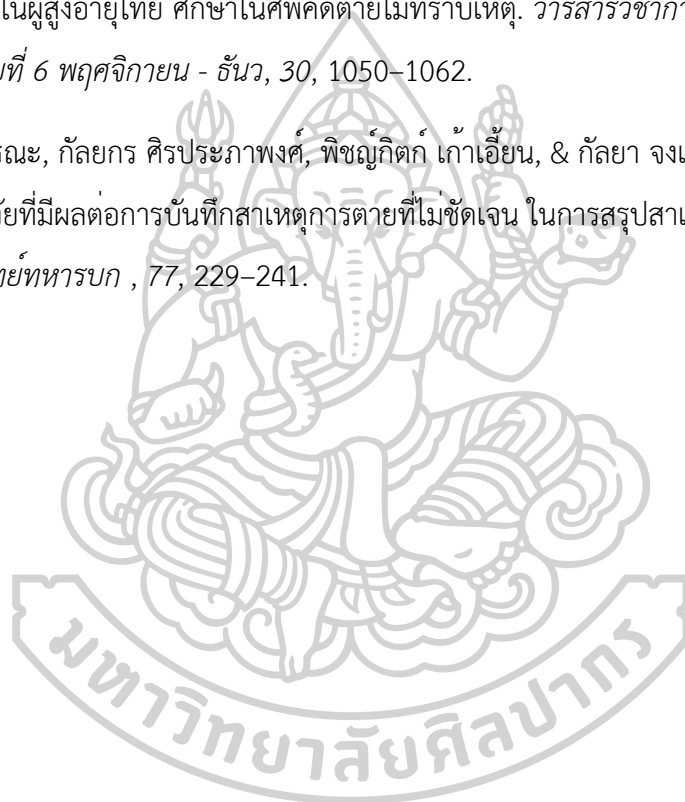 ในผู้สูงอายุไทย ศึกษาในศพคดีตายไม่ทราบเหตุ. วารสารวิชากา
ที่ 6 พฤศจิกายน - ธันว, 30, 1050–1062.
รณะ, กัลยกร ศิรประภาพงศ์, พิชญ์กิตก์ เก้าเอี้ยน, & กัลยา จงเ
ัยที่มีผลต่อการบันทึกสาเหตุการตายที่ไม่ชัดเจน ในการสรุปสาเ
ทย์ทหารบก , 77, 229–241.
มหาวิทยาลัยศิลปากร